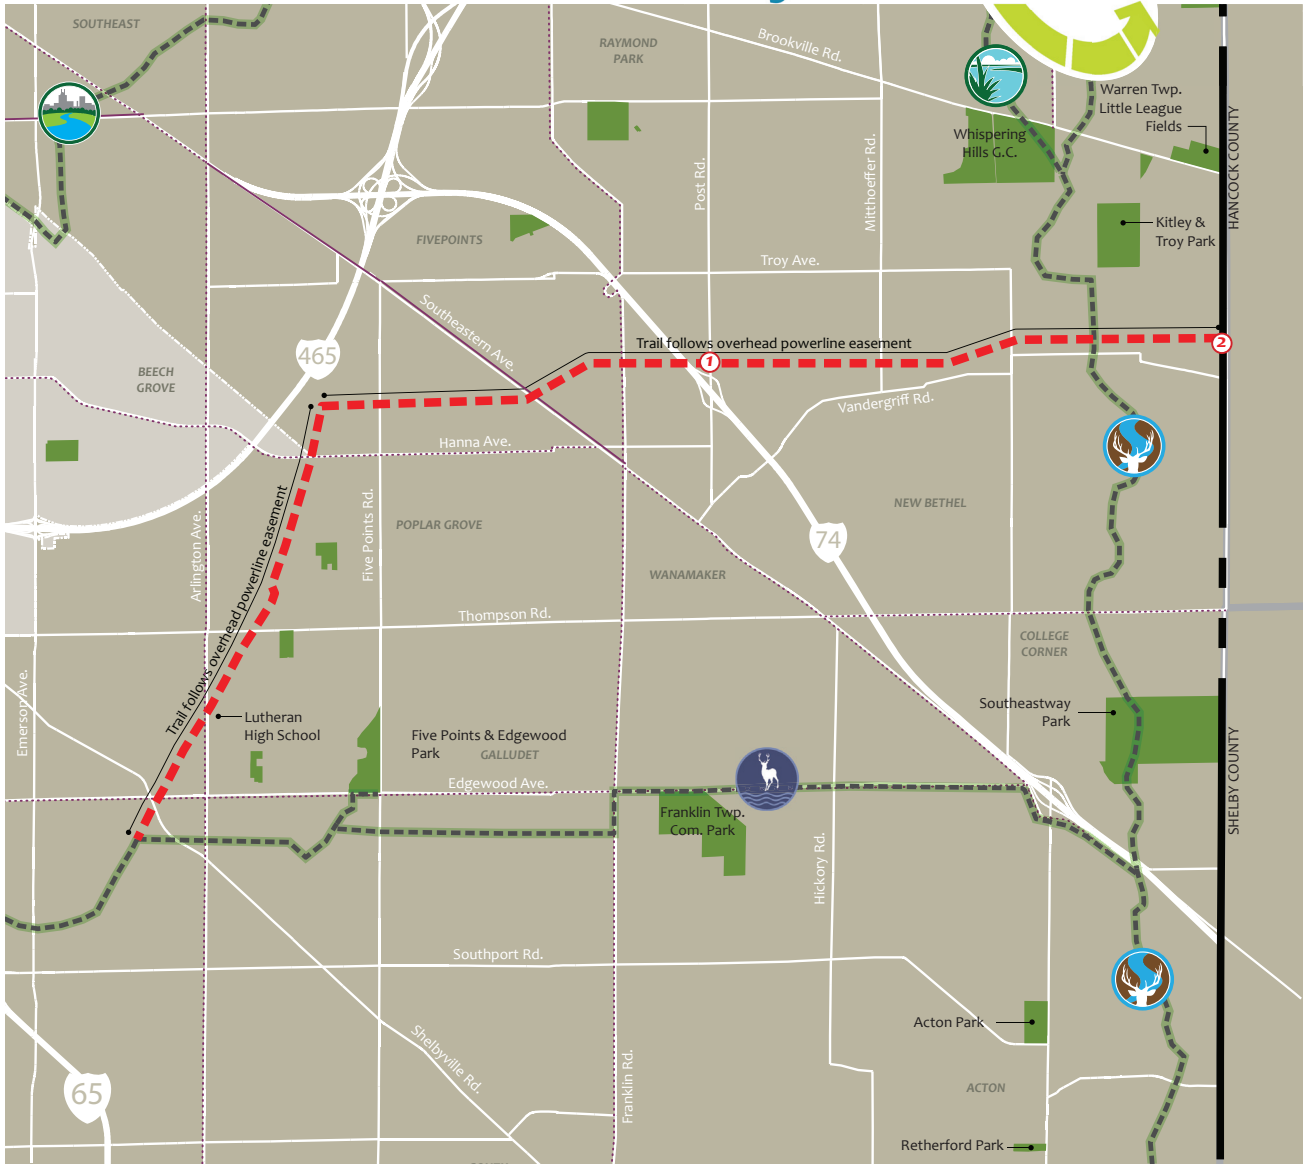 SOUTHEAST
RAYMOND
PARK
Brookville Rd.
Warren Twp.
Little League
Fields
Whispering
Hills G.C.
HANCOCK COUNTY
Post Rd.
Mitthoeffer Rd.
Kitley &
Troy Park
FIVEPOINTS
Troy Ave.
Southeastern Ave.
465
Trail follows overhead powerline easement
1
2
BEECH
GROVE
Vandergriff Rd.
Hanna Ave.
NEW BETHEL
POPLAR GROVE
Five Points Rd.
Arlington Ave.
Trail follows overhead powerline easement
74
WANAMAKER
Thompson Rd.
COLLEGE
CORNER
Emerson Ave.
Southeastway
Park
Lutheran
High School
Five Points & Edgewood
Park
GALLUDET
SHELBY COUNTY
Edgewood Ave.
Franklin Twp.
Com. Park
Hickory Rd.
Southport Rd.
Acton Park
Shelbyville Rd.
Franklin Rd.
65
ACTON
Retherford Park